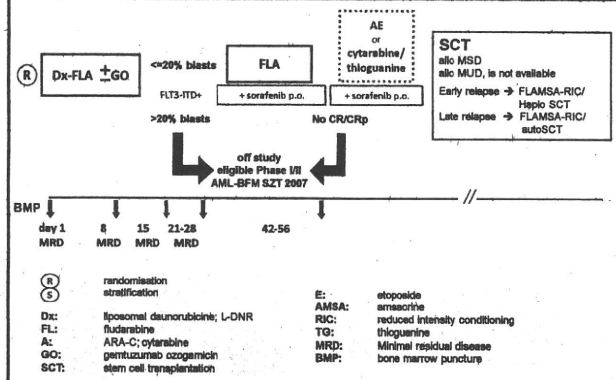 R
Dx-FLA ±GO
<=20% blasts
FLT3-ITD+
>20% blasts
FLA
+ sorafenib p.o.
AE
or
cytarabine/
thioguanine
+ sorafenib p.o.
No CR/CRp
SCT
allo MSD
allo MUD, is not available
Early relapse → FLAMSA-RIC/
Haplo SCT
Late relapse → FLAMSA-RIC/
autoSCT
off study
eligible Phase I/II
AML-BFM SZT 2007
BMP
day 1 8 15 21-28 42-56
MRD MRD MRD
R randomisation
S stratification
Dx: liposomal daunorubicine; L-DNR
FL: fludarabine
A: ARA-C; cytarabine
GO: gemtuzumab ozogamicin
SCT: stem cell transplantation
E: etoposide
AMSA: amsacrine
RIC: reduced intensity conditioning
TG: thioguanine
MRD: Minimal residual disease
BMP: bone marrow puncture